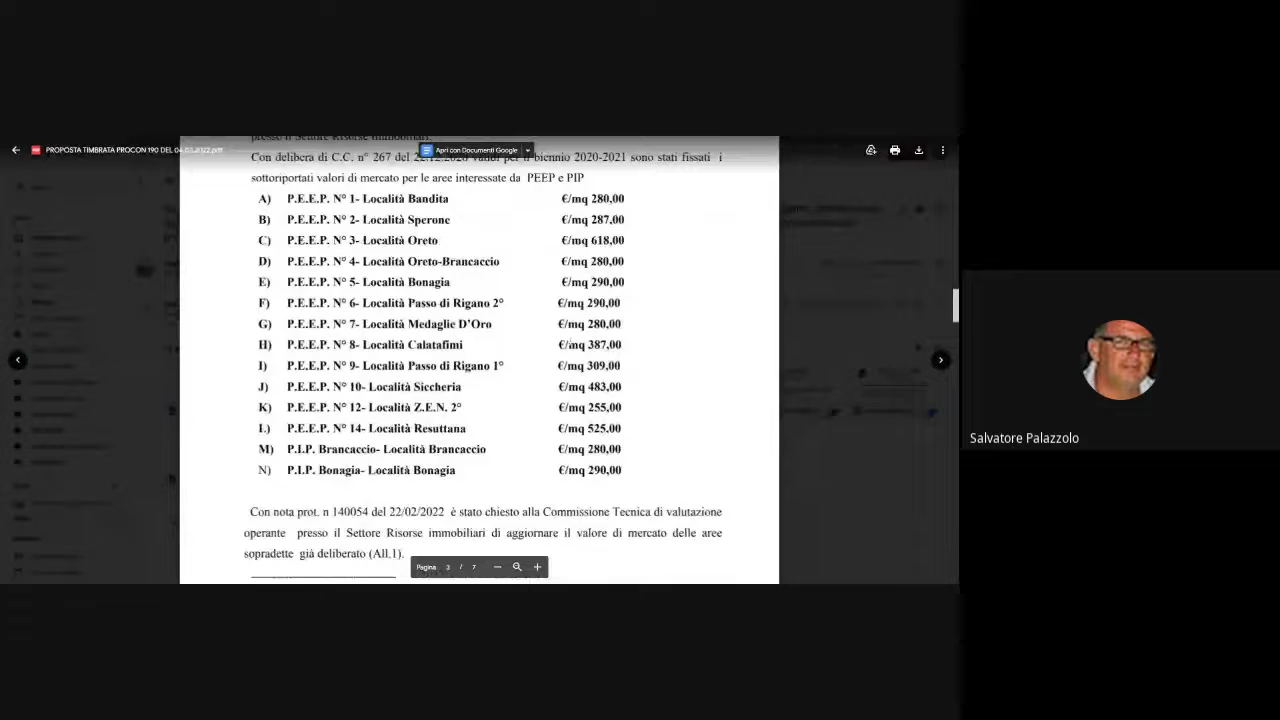 PROPOSTA TIMBRATA PROCON 190 DEL
Apri con Documenti Google
presso il Settore Risorse immobiliari.
Con delibera di C.C. n° 267 del 22.12.2020 validi per il biennio 2020-2021 sono stati fissati i
sottoriportati valori di mercato per le aree interessate da PEEP e PIP
A) P.E.E.P. N° 1- Località Bandita €/mq 280,00
B) P.E.E.P. N° 2- Località Sperone €/mq 287,00
C) P.E.E.P. N° 3- Località Oreto €/mq 618,00
D) P.E.E.P. N° 4- Località Oreto-Brancaccio €/mq 280,00
E) P.E.E.P. N° 5- Località Bonagia €/mq 290,00
F) P.E.E.P. N° 6- Località Passo di Rigano 2° €/mq 290,00
G) P.E.E.P. N° 7- Località Medaglie D'Oro €/mq 280,00
H) P.E.E.P. N° 8- Località Calatafimi €/mq 387,00
I) P.E.E.P. N° 9- Località Passo di Rigano 1° €/mq 309,00
J) P.E.E.P. N° 10- Località Siccheria €/mq 483,00
K) P.E.E.P. N° 12- Località Z.E.N. 2° €/mq 255,00
L) P.E.E.P. N° 14- Località Resuttana €/mq 525,00
M) P.I.P. Brancaccio- Località Brancaccio €/mq 280,00
N) P.I.P. Bonagia- Località Bonagia €/mq 290,00
Con nota prot. n 140054 del 22/02/2022 è stato chiesto alla Commissione Tecnica di valutazione
operante presso il Settore Risorse immobiliari di aggiornare il valore di mercato delle aree
sopradette già deliberato (All.1).
Pagina 3 / 7
Salvatore Palazzolo